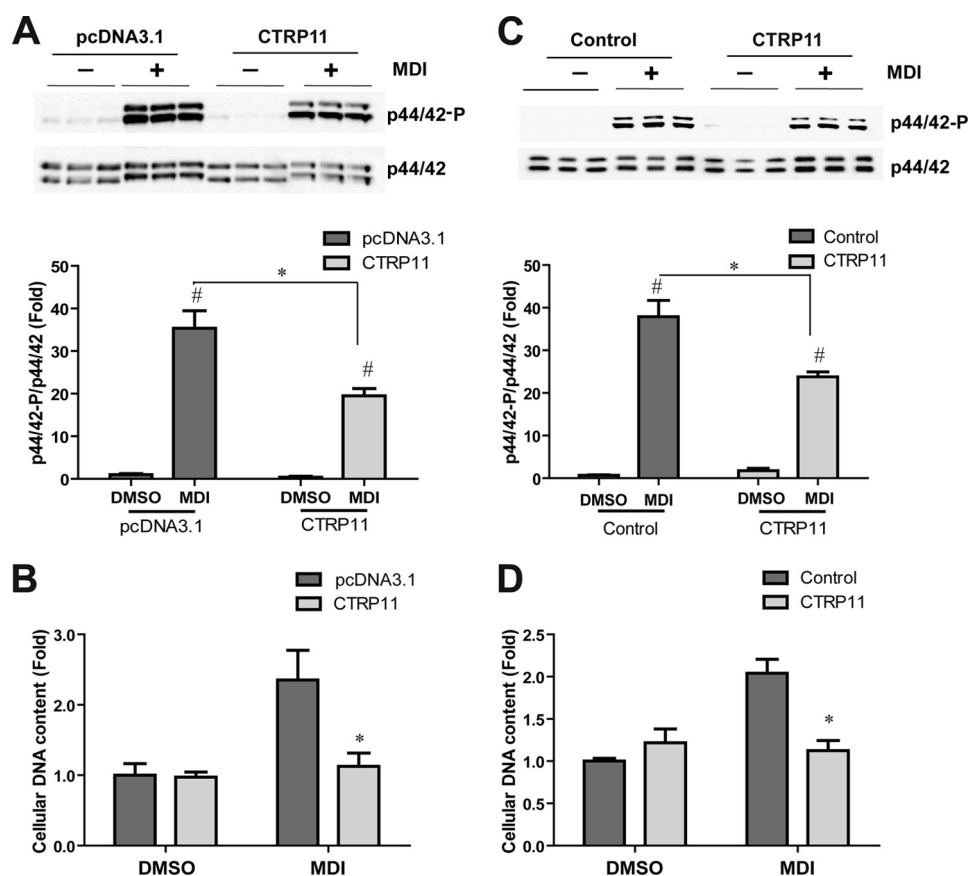 A
pcDNA3.1 CTRP11
− + − + MDI
p44/42-P
p44/42
pcDNA3.1
CTRP11
p44/42-P/p44/42 (Fold)
50
40
30
20
10
0
# * #
DMSO MDI DMSO MDI
pcDNA3.1 CTRP11
C
Control CTRP11
− + − + MDI
p44/42-P
p44/42
Control
CTRP11
p44/42-P/p44/42 (Fold)
50
40
30
20
10
0
# * #
DMSO MDI DMSO MDI
Control CTRP11
B
pcDNA3.1
CTRP11
Cellular DNA content (Fold)
3.0
2.0
1.0
0.0
*
DMSO MDI
D
Control
CTRP11
Cellular DNA content (Fold)
2.5
2.0
1.5
1.0
0.5
0.0
*
DMSO MDI